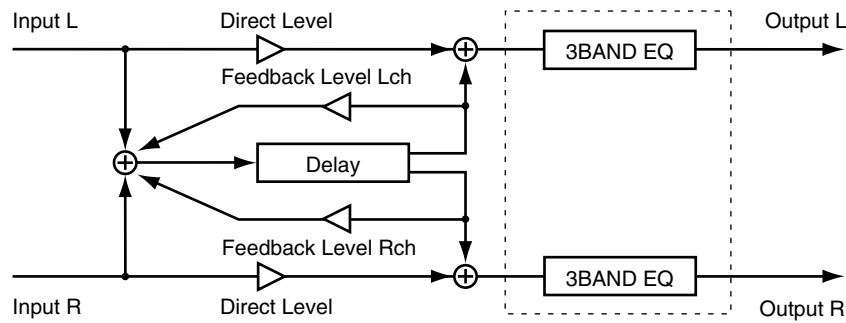 Input L
Direct Level
Output L
3BAND EQ
Feedback Level Lch
Delay
Feedback Level Rch
3BAND EQ
Input R
Direct Level
Output R